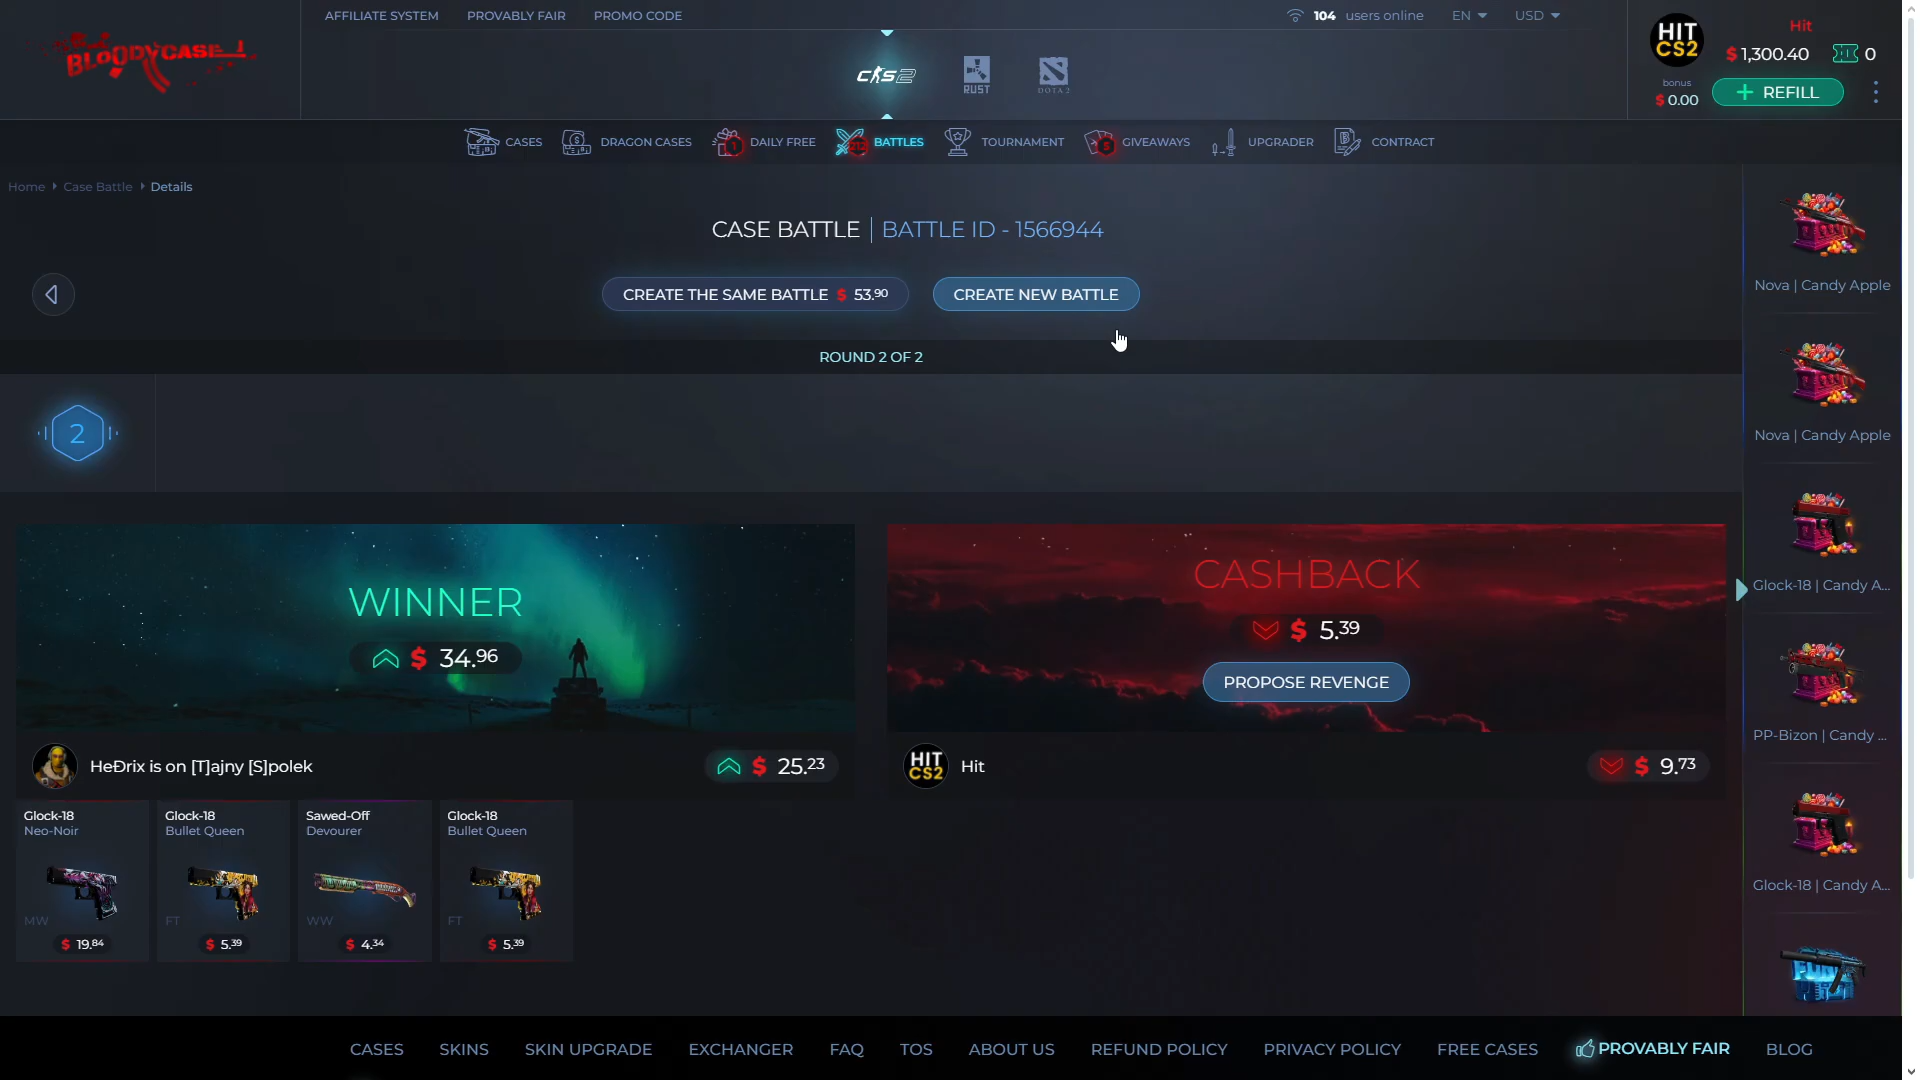 AFFILIATE SYSTEM PROVABLY FAIR PROMO CODE
104 users online EN USD
BLOODYCASE
CS2 RUST DOTA 2
HIT CS2
Hit
$ 1,300.40 0
bonus
$ 0.00
+ REFILL
CASES DRAGON CASES 1 DAILY FREE 212 BATTLES TOURNAMENT 5 GIVEAWAYS UPGRADER CONTRACT
Home Case Battle Details
CASE BATTLE | BATTLE ID - 1566944
CREATE THE SAME BATTLE $ 53.90 CREATE NEW BATTLE
ROUND 2 OF 2
2
WINNER
$ 34.96
HeÐrix is on [T]ajny [S]polek $ 25.23
CASHBACK
$ 5.39
PROPOSE REVENGE
HIT CS2 Hit $ 9.73
Glock-18
Neo-Noir
MW
$ 19.84
Glock-18
Bullet Queen
FT
$ 5.39
Sawed-Off
Devourer
WW
$ 4.34
Glock-18
Bullet Queen
FT
$ 5.39
Nova | Candy Apple
Nova | Candy Apple
Glock-18 | Candy A...
PP-Bizon | Candy ...
Glock-18 | Candy A...
CASES SKINS SKIN UPGRADE EXCHANGER FAQ TOS ABOUT US REFUND POLICY PRIVACY POLICY FREE CASES PROVABLY FAIR BLOG